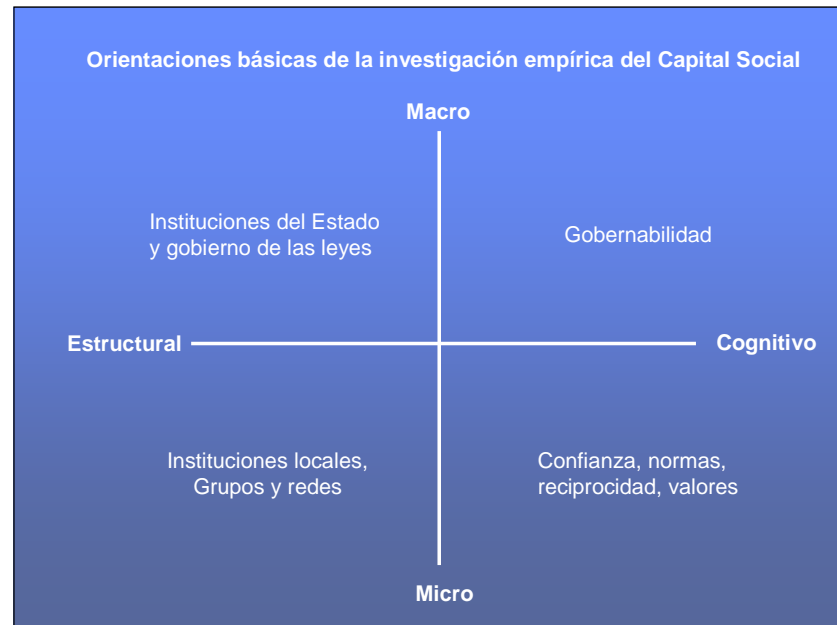 Orientaciones básicas de la investigación empírica del Capital Social
Macro
Instituciones del Estado
y gobierno de las leyes
Gobernabilidad
Estructural
Cognitivo
Instituciones locales,
Grupos y redes
Confianza, normas,
reciprocidad, valores
Micro